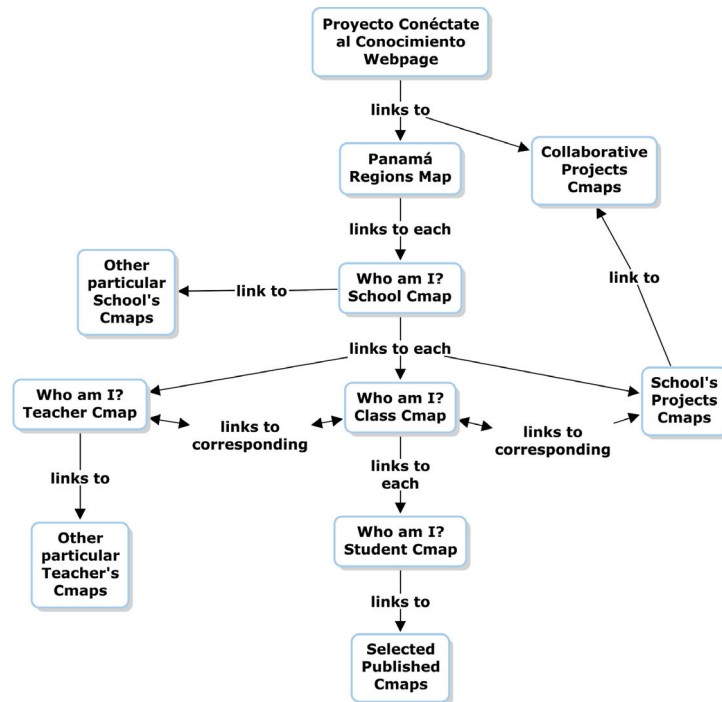 Proyecto Conéctate
al Conocimiento
Webpage
links to
Panamá
Regions Map
Collaborative
Projects
Cmaps
links to each
Other
particular
School's
Cmaps
link to
Who am I?
School Cmap
link to
links to each
Who am I?
Teacher Cmap
Who am I?
Class Cmap
School's
Projects
Cmaps
links to
corresponding
links to
corresponding
links to
links to
each
Other
particular
Teacher's
Cmaps
Who am I?
Student Cmap
links to
Selected
Published
Cmaps